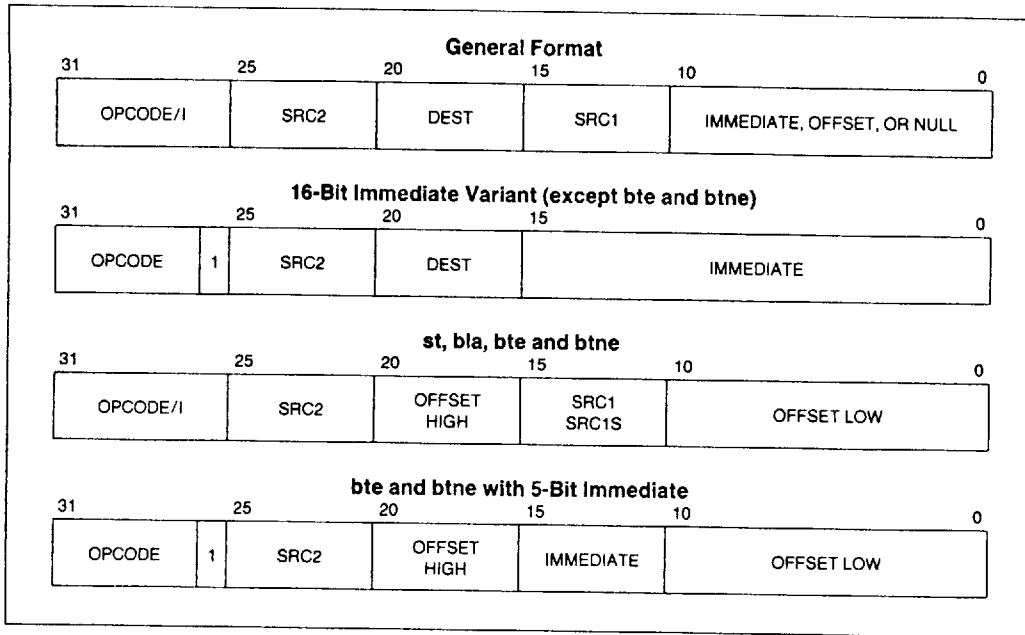 General Format
31 25 20 15 10 0
OPCODE/I SRC2 DEST SRC1 IMMEDIATE, OFFSET, OR NULL
16-Bit Immediate Variant (except bte and btne)
31 25 20 15 0
OPCODE 1 SRC2 DEST IMMEDIATE
st, bla, bte and btne
31 25 20 15 10 0
OPCODE/I SRC2 OFFSET HIGH SRC1 SRC1S OFFSET LOW
bte and btne with 5-Bit Immediate
31 25 20 15 10 0
OPCODE 1 SRC2 OFFSET HIGH IMMEDIATE OFFSET LOW